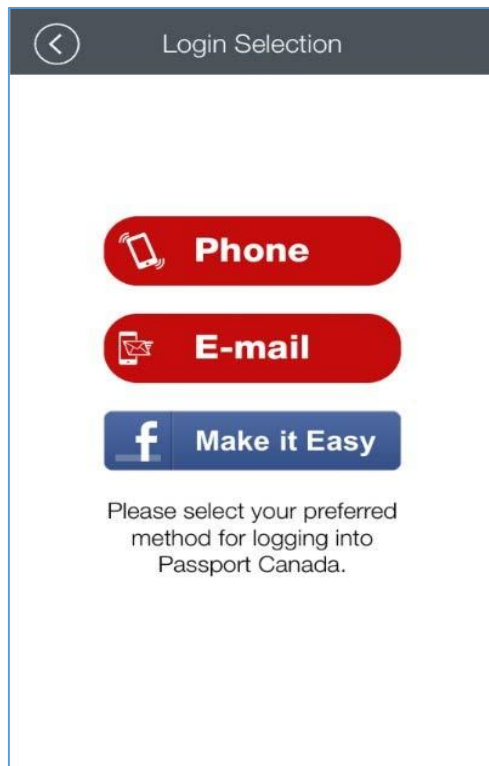 Login Selection
Phone
E-mail
f Make it Easy
Please select your preferred
method for logging into
Passport Canada.